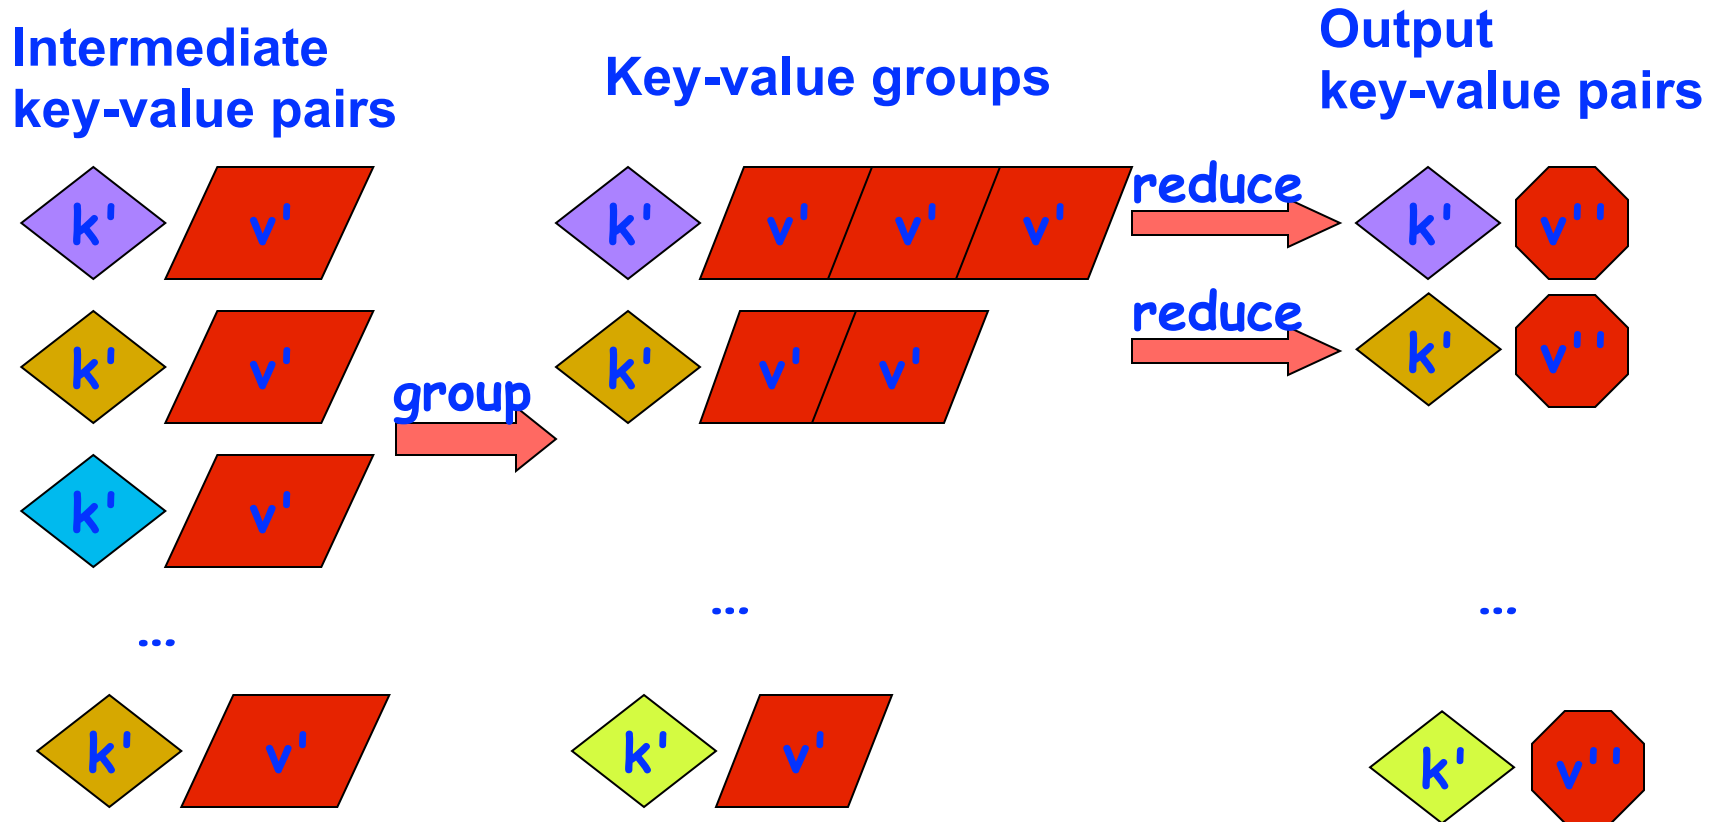 Intermediate
key-value pairs
Key-value groups
Output
key-value pairs
k' v'
k' v' v' v'
reduce
k' v''
k' v'
k' v' v'
reduce
k' v''
group
k' v'
...
...
...
k' v'
k' v'
k' v''